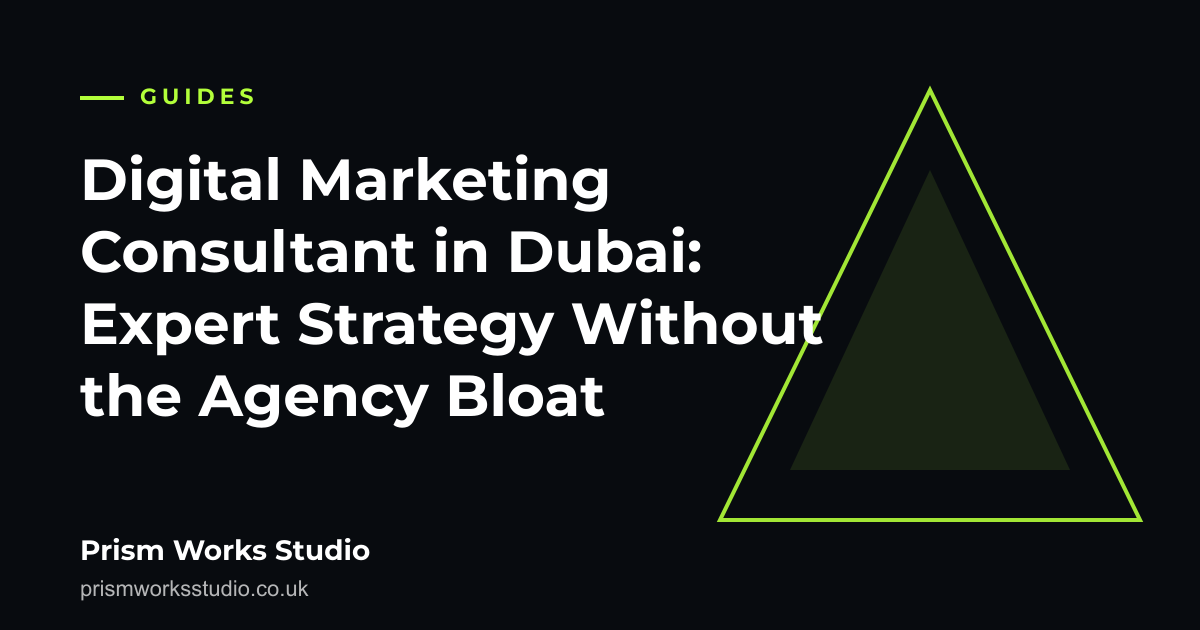 GUIDES
Digital Marketing
Consultant in Dubai:
Expert Strategy Without
the Agency Bloat
Prism Works Studio
prismworksstudio.co.uk